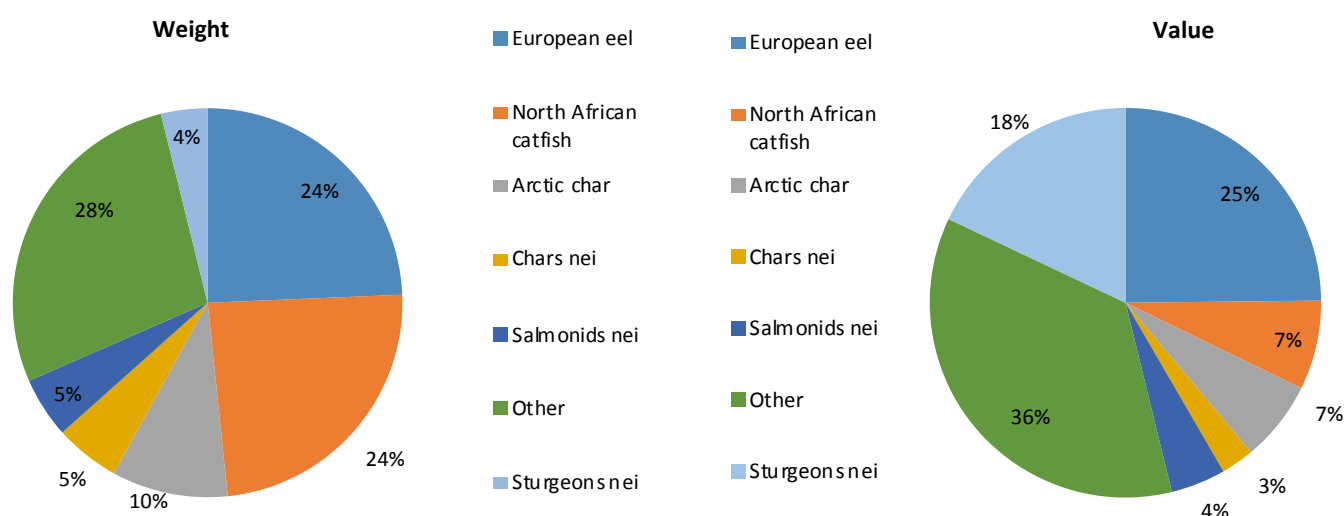 Weight
4%
24%
28%
5%
5%
10%
24%
European eel
North African
catfish
Arctic char
Chars nei
Salmonids nei
Other
Sturgeons nei
European eel
North African
catfish
Arctic char
Chars nei
Salmonids nei
Other
Sturgeons nei
Value
18%
25%
7%
7%
36%
3%
4%